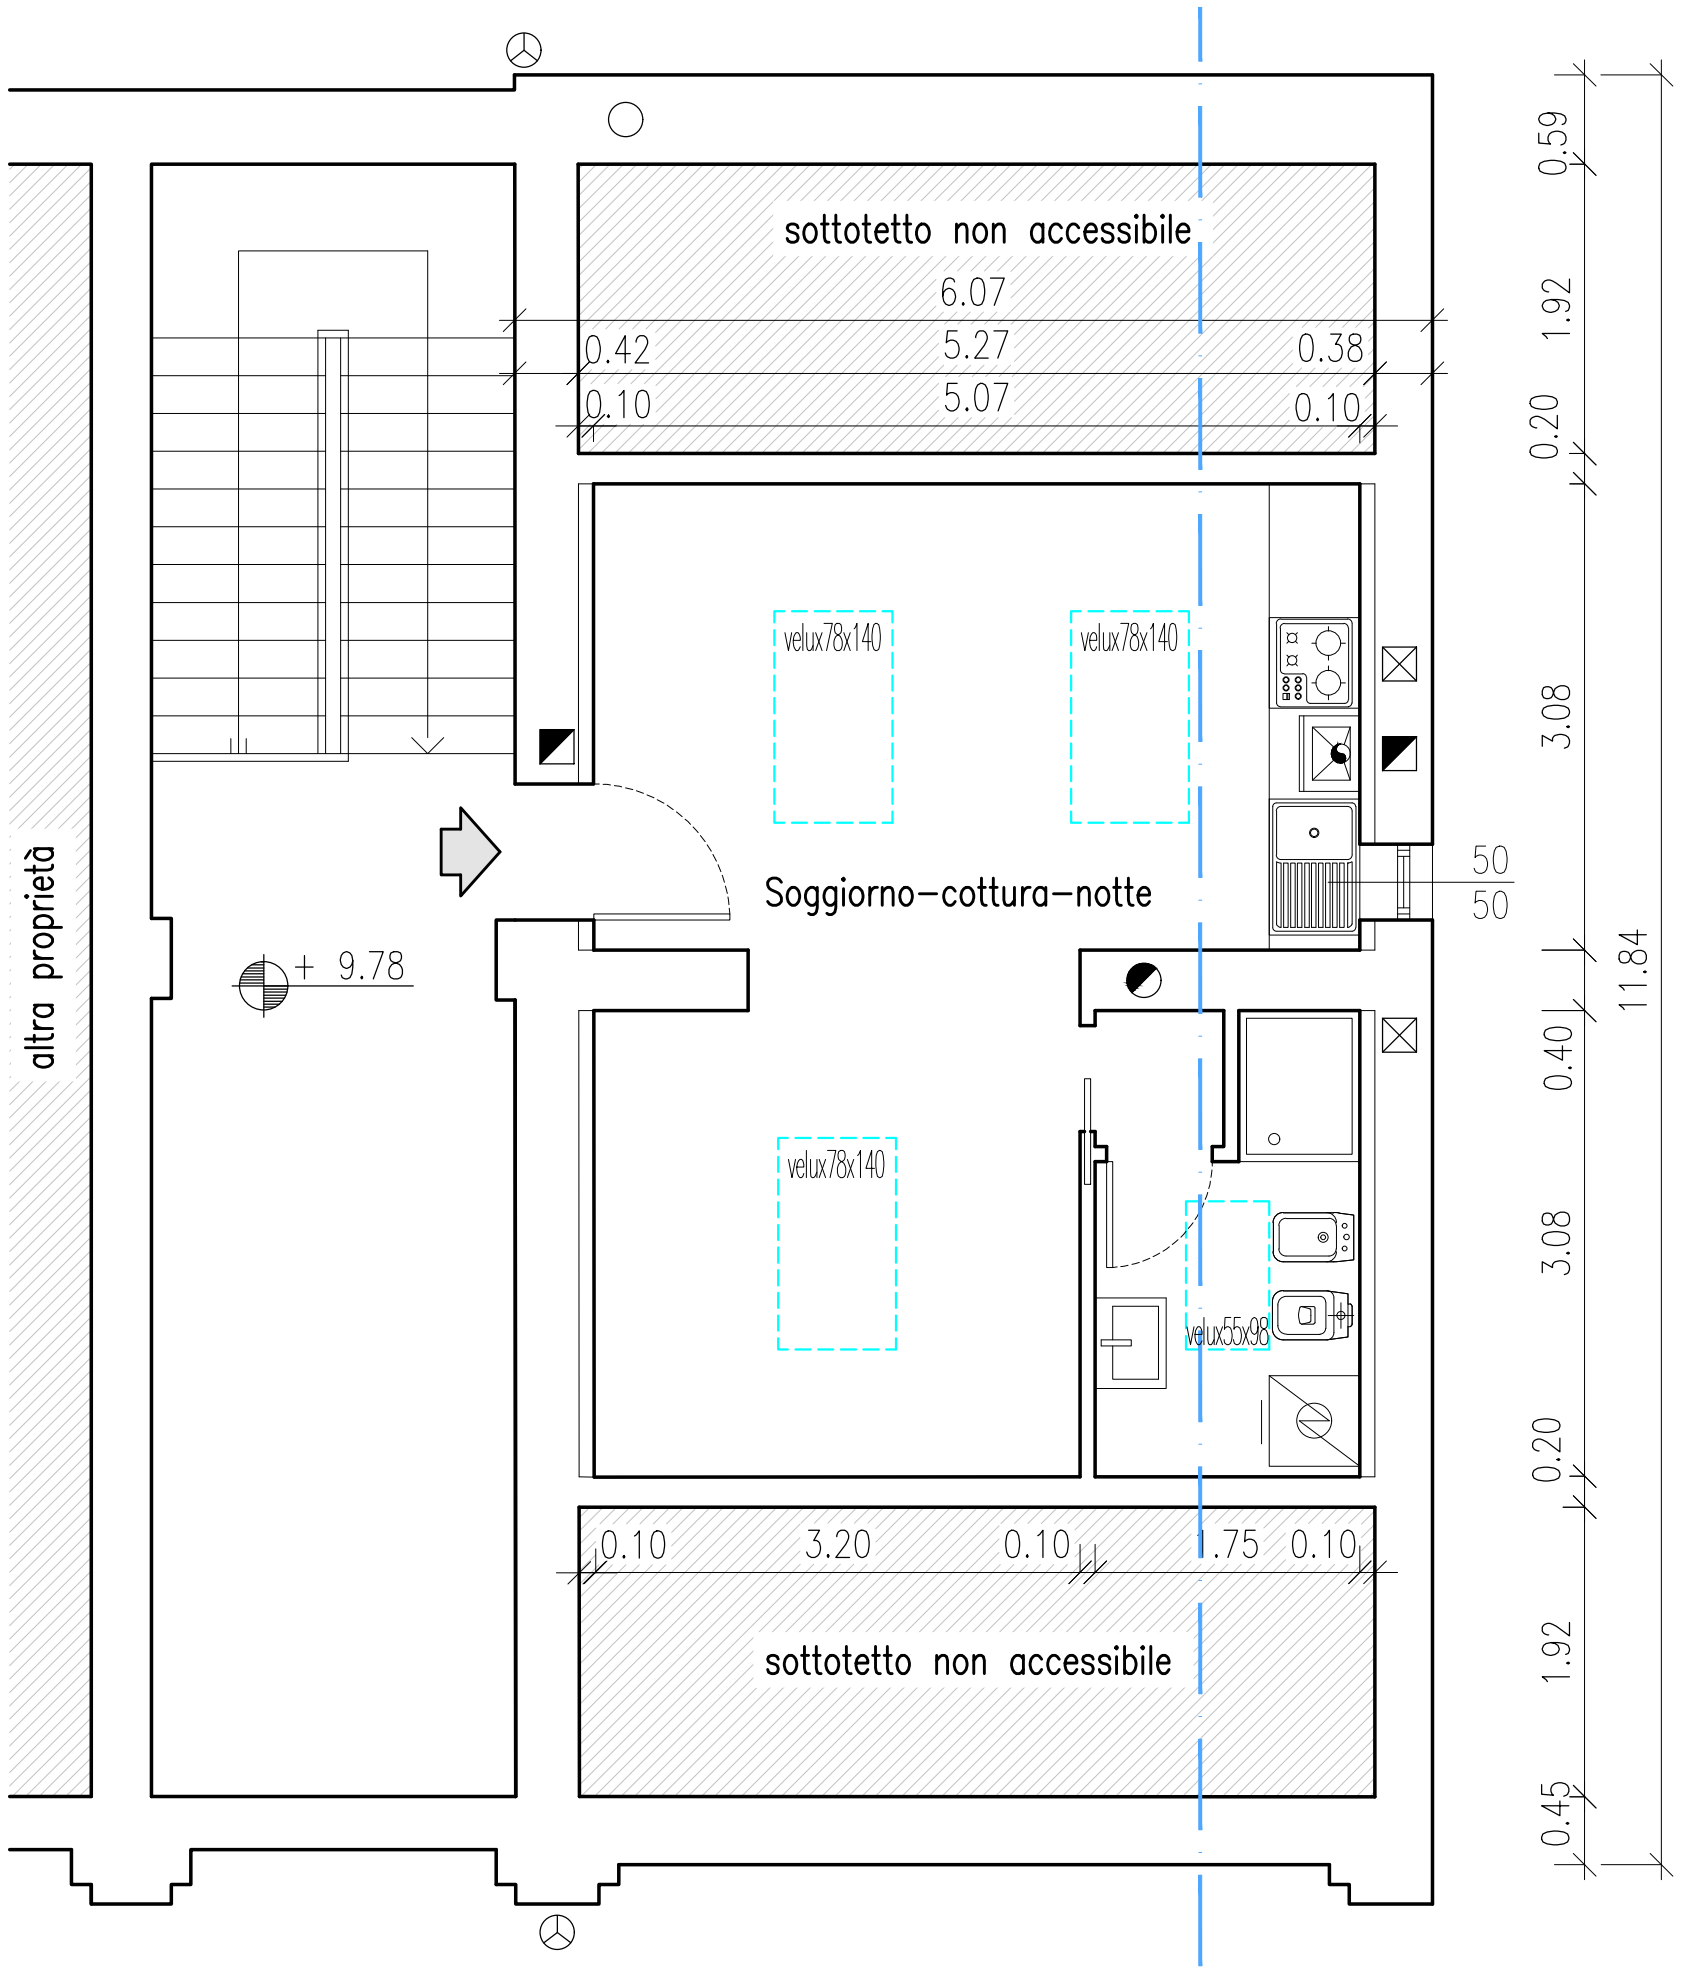 0.59
sottotetto non accessibile
6.07
1.92
0.42 5.27 0.38
0.10 5.07 0.10
0.20
velux78x140 velux78x140
3.08
50
50
Soggiorno-cottura-notte
altra proprietà
+ 9.78
11.84
0.40
velux78x140
3.08
velux55x98
0.20
0.10 3.20 0.10 1.75 0.10
sottotetto non accessibile
1.92
0.45